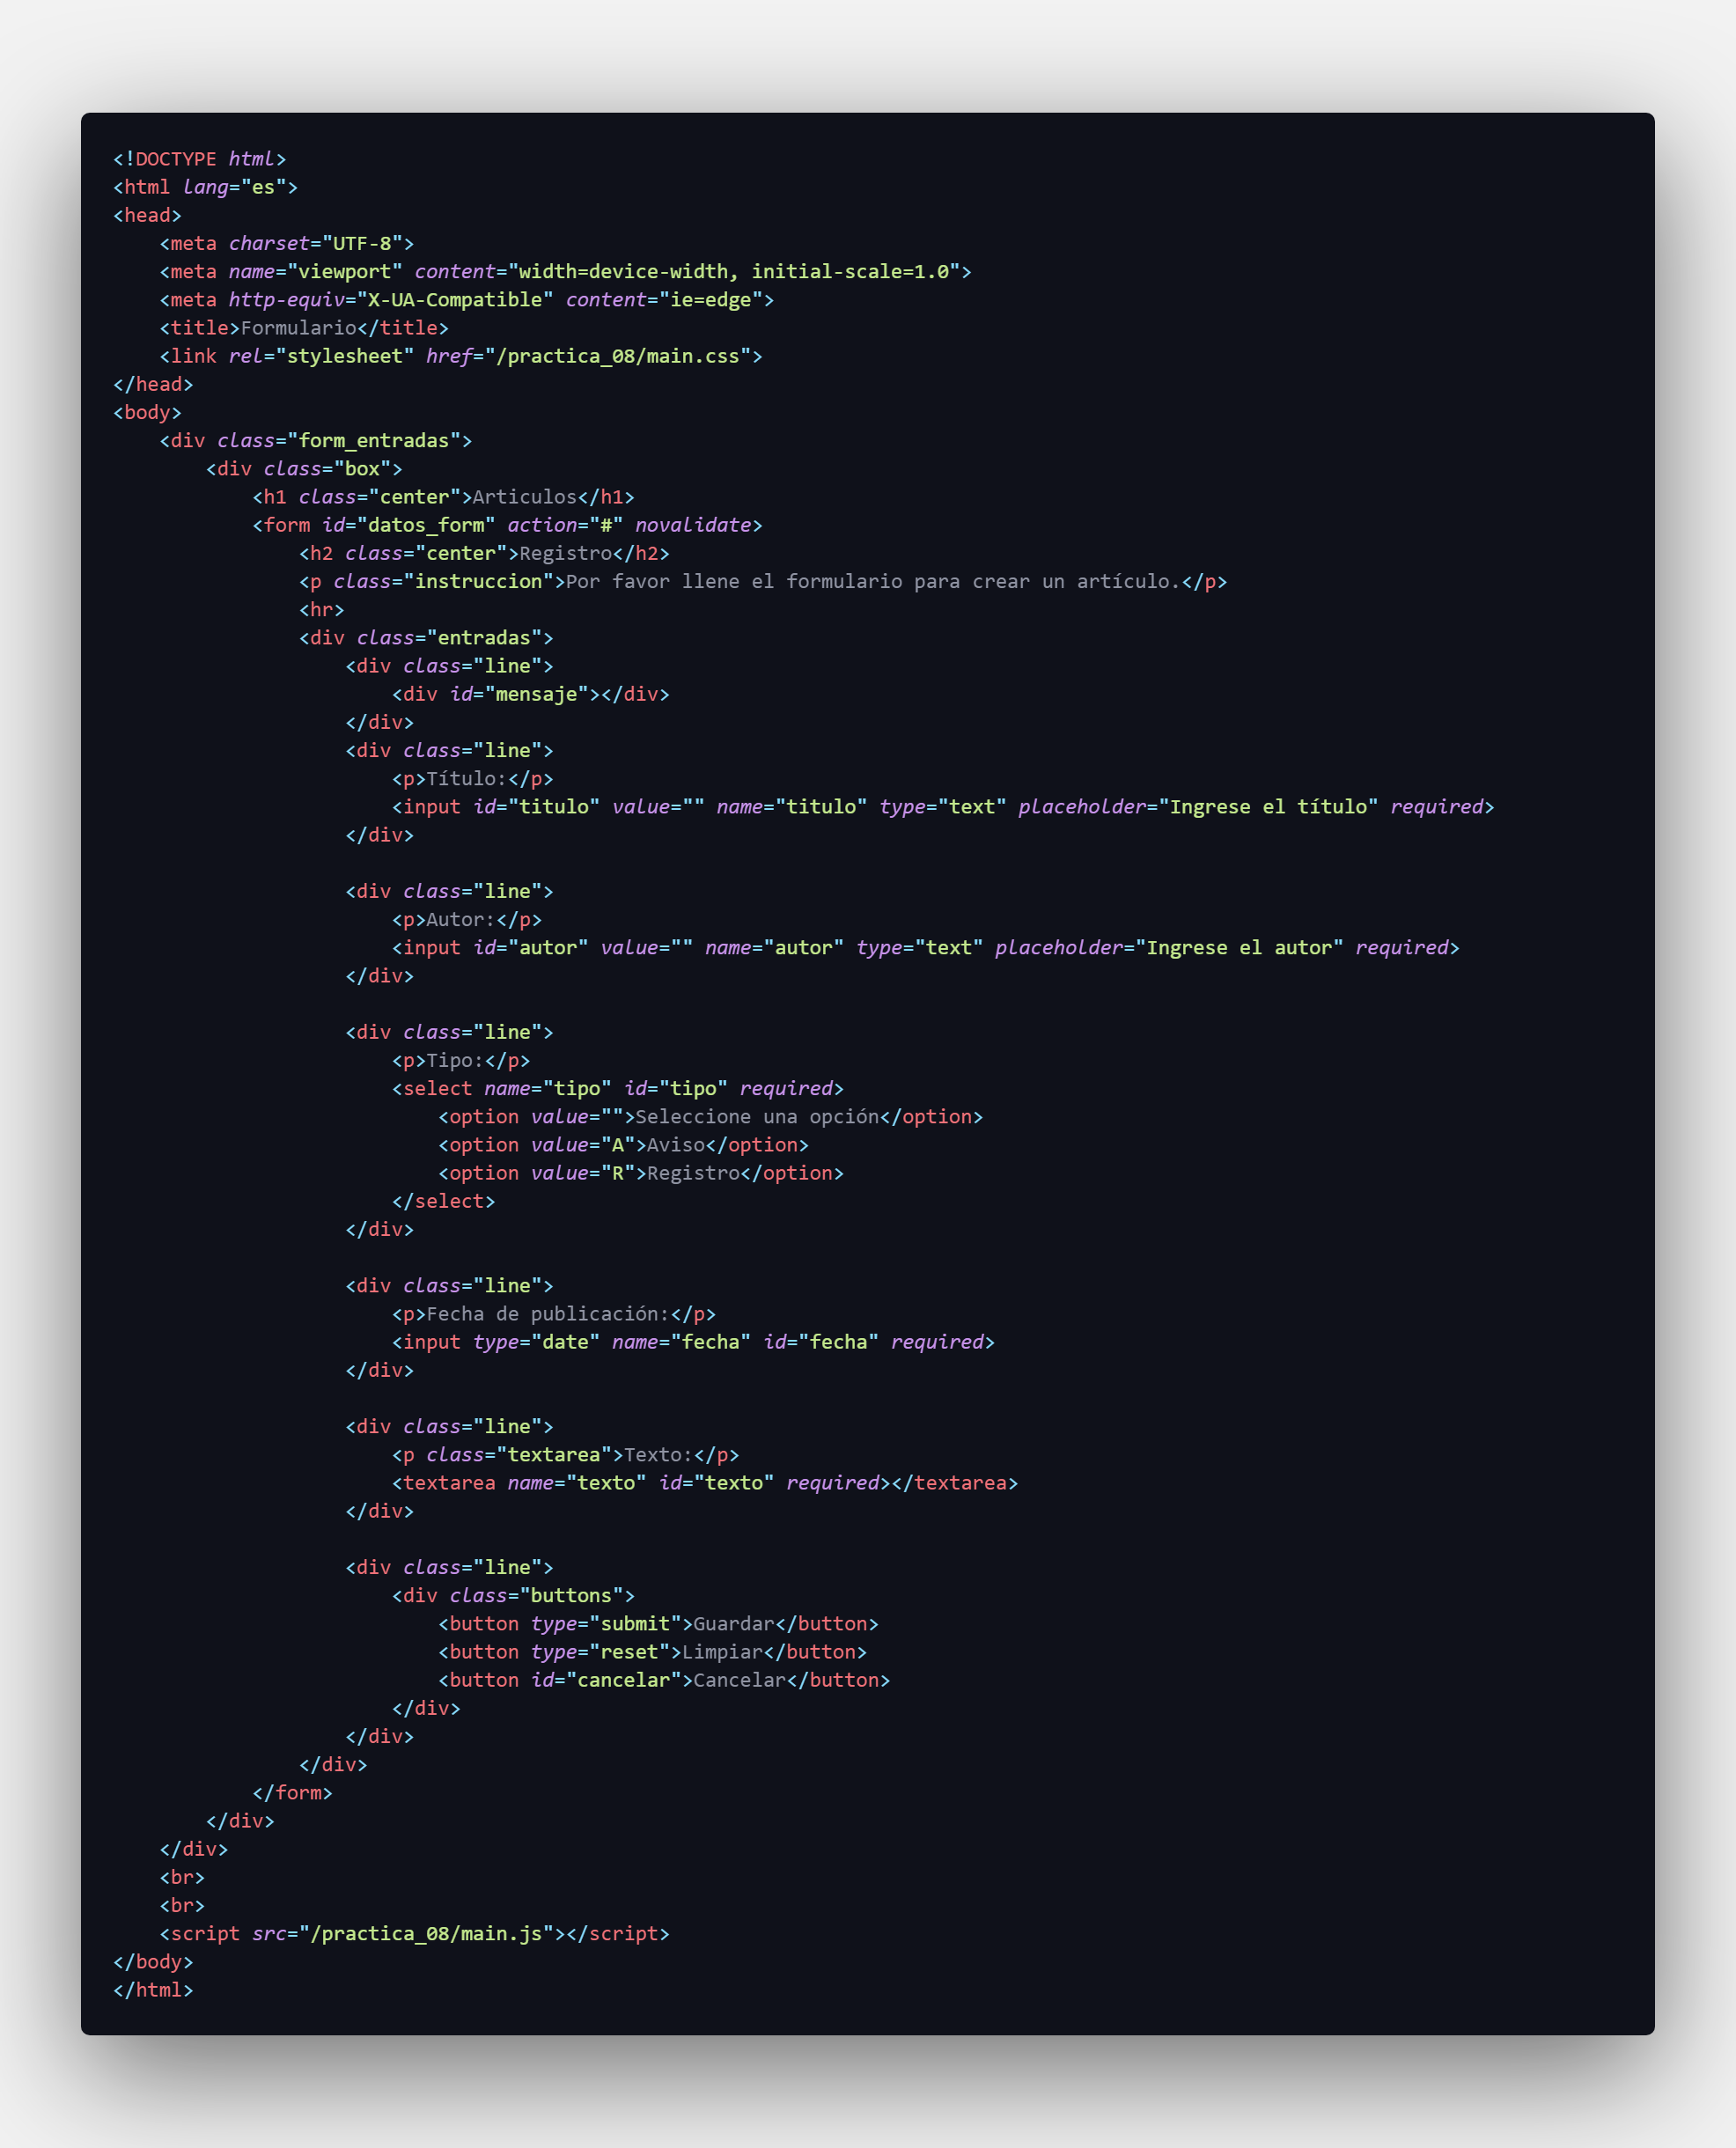 <!DOCTYPE html>
<html lang="es">
<head>
    <meta charset="UTF-8">
    <meta name="viewport" content="width=device-width, initial-scale=1.0">
    <meta http-equiv="X-UA-Compatible" content="ie=edge">
    <title>Formulario</title>
    <link rel="stylesheet" href="/practica_08/main.css">
</head>
<body>
    <div class="form_entradas">
        <div class="box">
            <h1 class="center">Articulos</h1>
            <form id="datos_form" action="#" novalidate>
                <h2 class="center">Registro</h2>
                <p class="instruccion">Por favor llene el formulario para crear un artículo.</p>
                <hr>
                <div class="entradas">
                    <div class="line">
                        <div id="mensaje"></div>
                    </div>
                    <div class="line">
                        <p>Título:</p>
                        <input id="titulo" value="" name="titulo" type="text" placeholder="Ingrese el título" required>
                    </div>

                    <div class="line">
                        <p>Autor:</p>
                        <input id="autor" value="" name="autor" type="text" placeholder="Ingrese el autor" required>
                    </div>

                    <div class="line">
                        <p>Tipo:</p>
                        <select name="tipo" id="tipo" required>
                            <option value="">Seleccione una opción</option>
                            <option value="A">Aviso</option>
                            <option value="R">Registro</option>
                        </select>
                    </div>

                    <div class="line">
                        <p>Fecha de publicación:</p>
                        <input type="date" name="fecha" id="fecha" required>
                    </div>

                    <div class="line">
                        <p class="textarea">Texto:</p>
                        <textarea name="texto" id="texto" required></textarea>
                    </div>

                    <div class="line">
                        <div class="buttons">
                            <button type="submit">Guardar</button>
                            <button type="reset">Limpiar</button>
                            <button id="cancelar">Cancelar</button>
                        </div>
                    </div>
                </div>
            </form>
        </div>
    </div>
    <br>
    <br>
    <script src="/practica_08/main.js"></script>
</body>
</html>